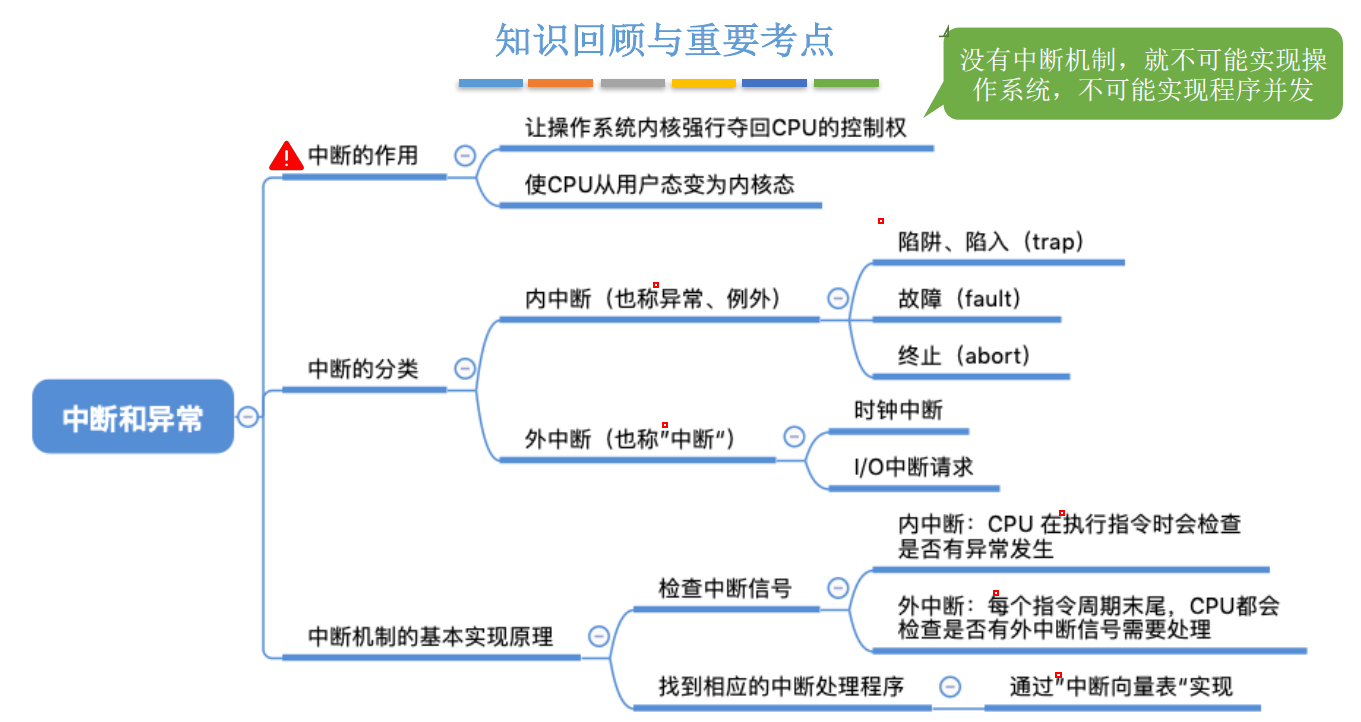 知识回顾与重要考点
没有中断机制，就不可能实现操
作系统，不可能实现程序并发
中断和异常
中断的作用
让操作系统内核强行夺回CPU的控制权
使CPU从用户态变为内核态
中断的分类
内中断（也称异常、例外）
陷阱、陷入（trap）
故障（fault）
终止（abort）
外中断（也称”中断“）
时钟中断
I/O中断请求
中断机制的基本实现原理
检查中断信号
内中断：CPU 在执行指令时会检查
是否有异常发生
外中断：每个指令周期末尾，CPU都会
检查是否有外中断信号需要处理
找到相应的中断处理程序
通过”中断向量表“实现